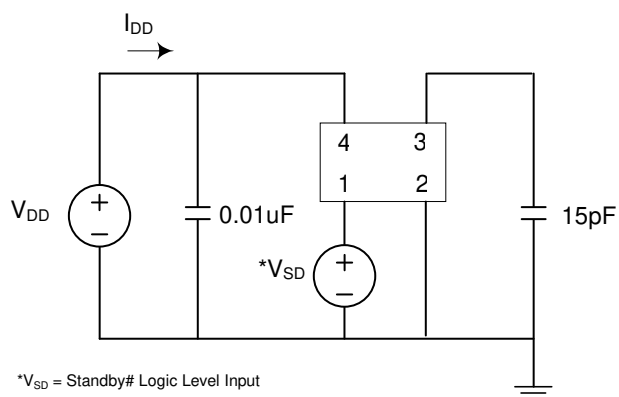 IDD
4 3
1 2
VDD
0.01uF
15pF
*VSD
*VSD = Standby# Logic Level Input